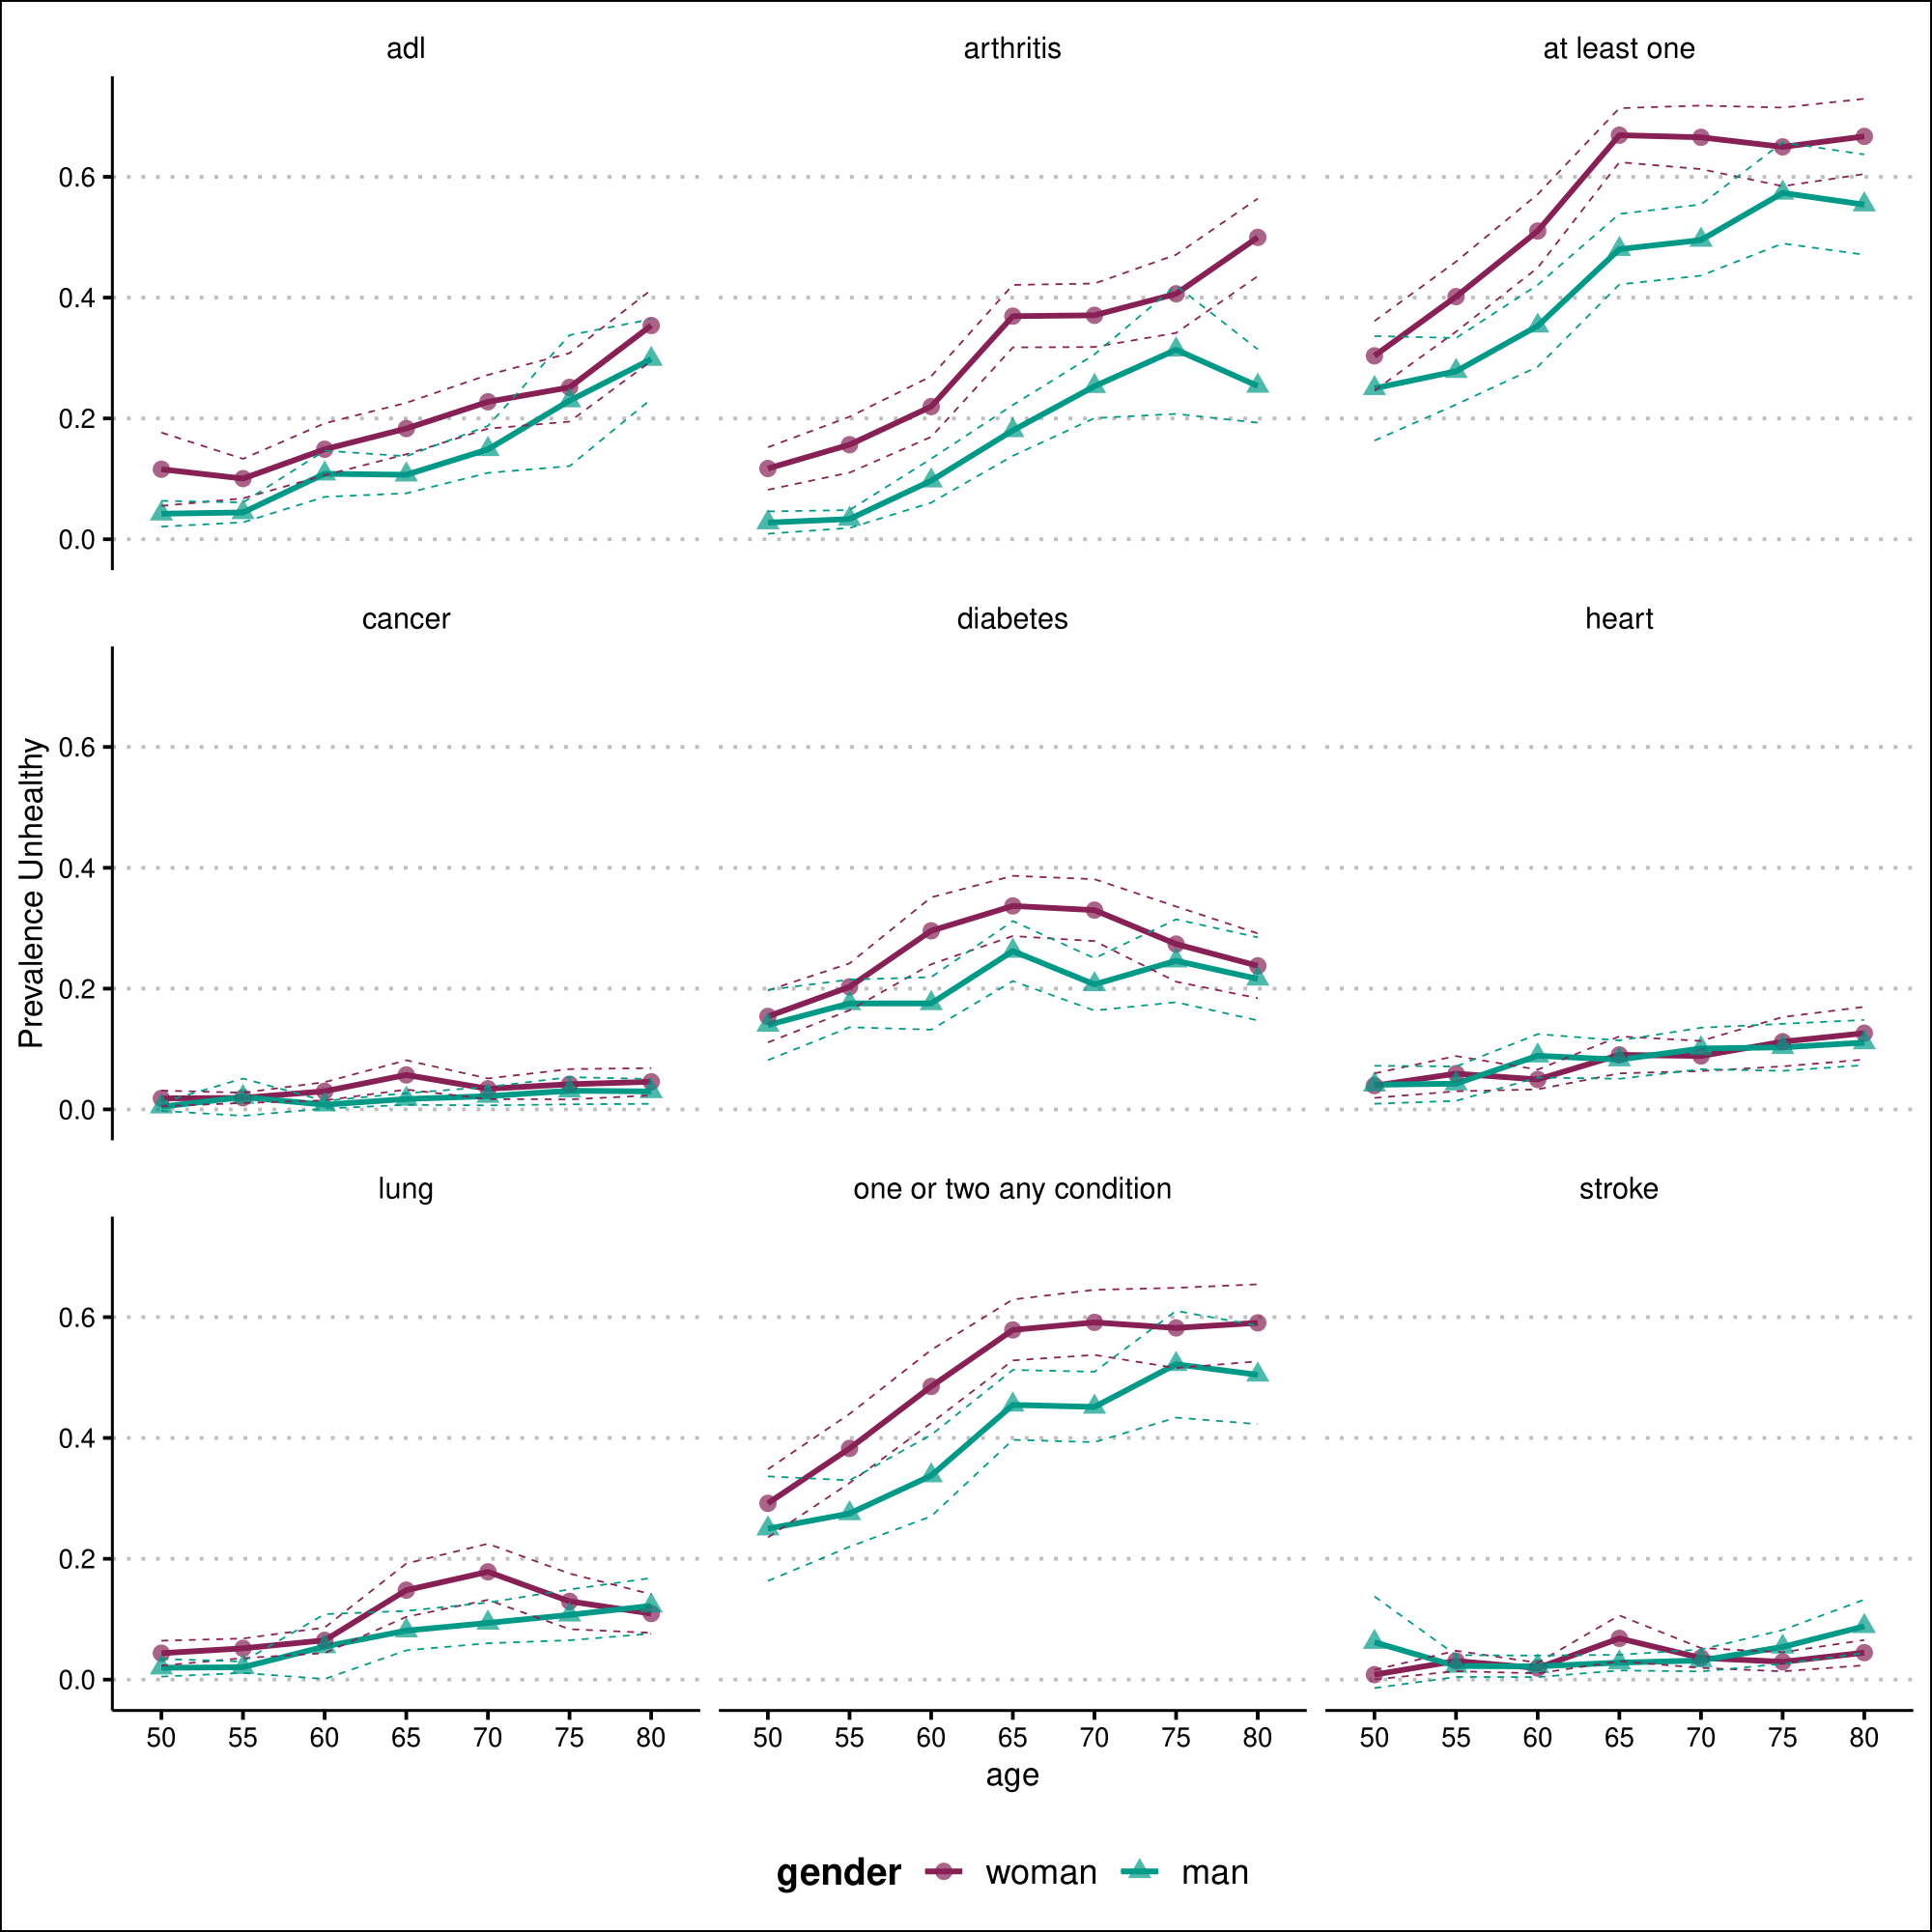 adl arthritis at least one
0.6
0.4
0.2
0.0
cancer diabetes heart
0.6
0.4
0.2
0.0
Prevalence Unhealthy
lung one or two any condition stroke
0.6
0.4
0.2
0.0
50 55 60 65 70 75 80 50 55 60 65 70 75 80 50 55 60 65 70 75 80
age
gender woman man